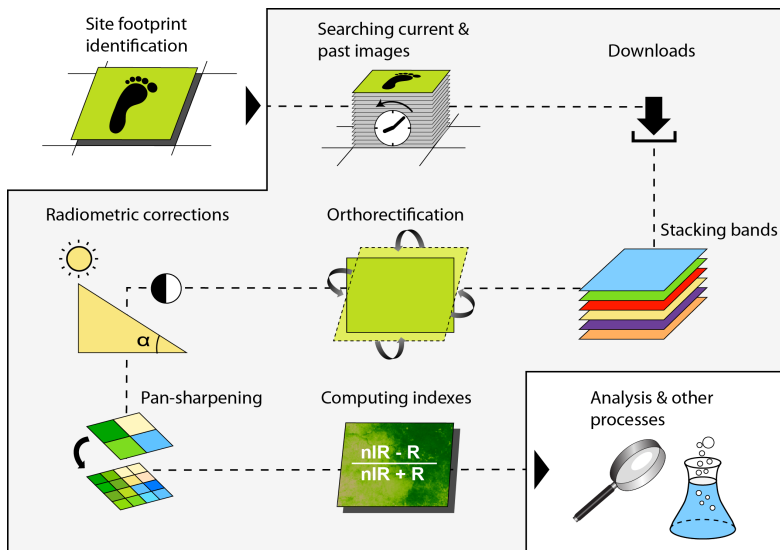 Site footprint
identification
Searching current &
past images
Downloads
Radiometric corrections
Orthorectification
Stacking bands
α
Pan-sharpening
Computing indexes
nIR - R
nIR + R
Analysis & other
processes